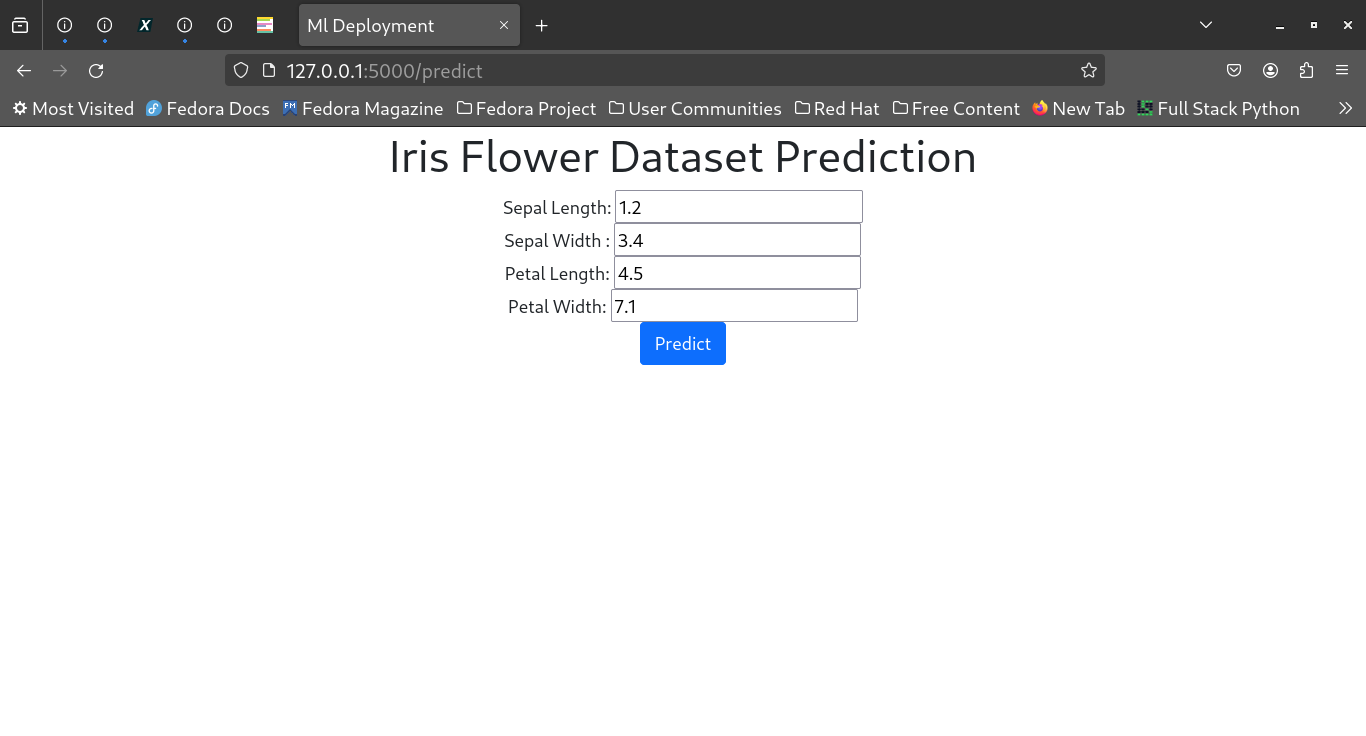 Ml Deployment
127.0.0.1:5000/predict
Most Visited Fedora Docs FM Fedora Magazine Fedora Project User Communities Red Hat Free Content New Tab Full Stack Python
Iris Flower Dataset Prediction
Sepal Length: 1.2
Sepal Width : 3.4
Petal Length: 4.5
Petal Width: 7.1
Predict